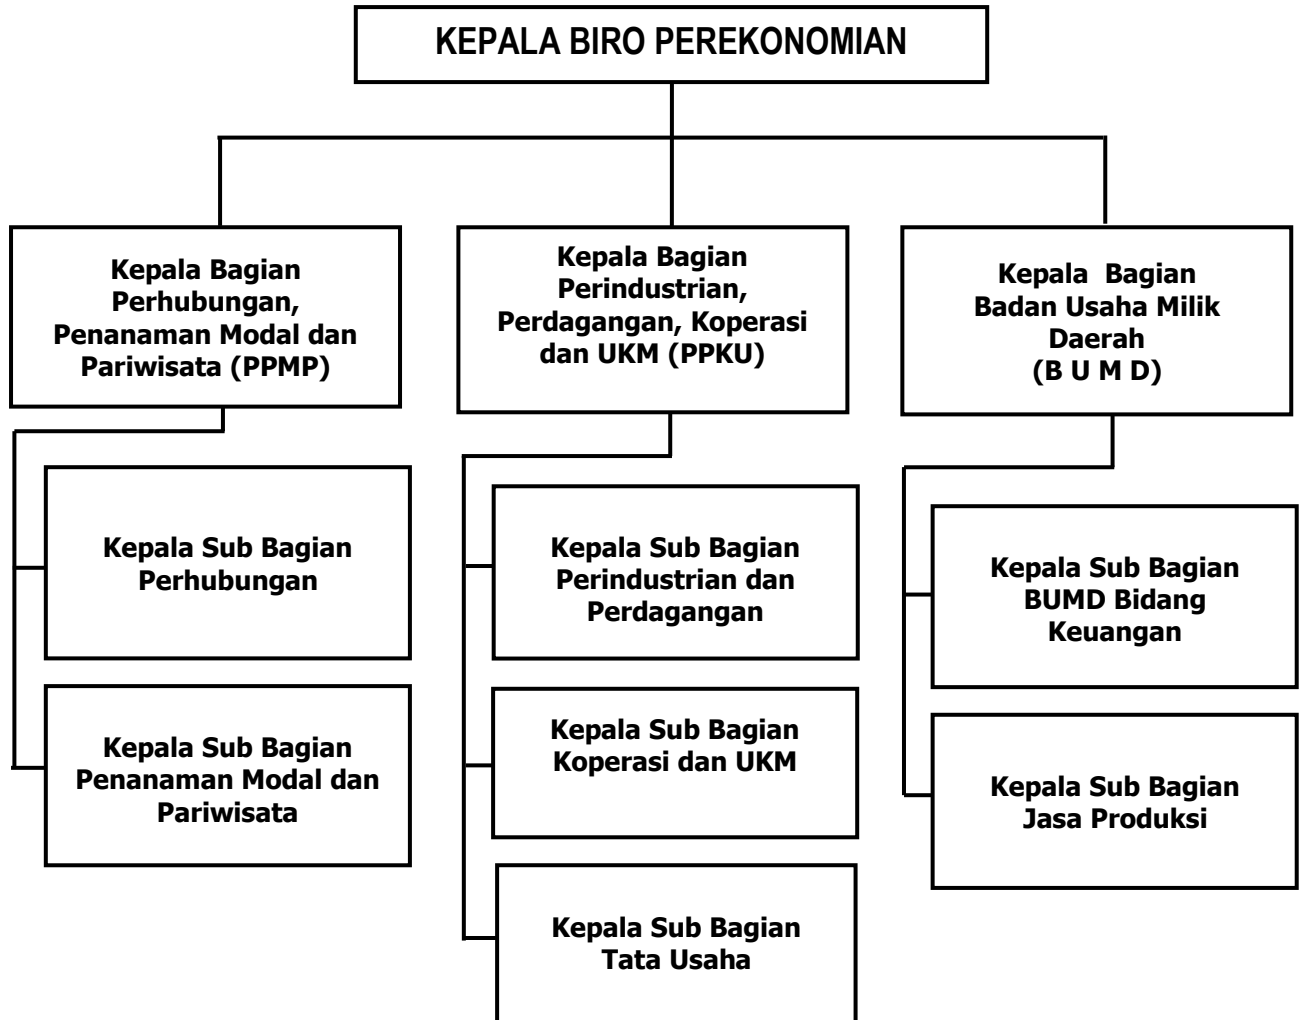 KEPALA BIRO PEREKONOMIAN
Kepala Bagian
Perhubungan,
Penanaman Modal dan
Pariwisata (PPMP)
Kepala Bagian
Perindustrian,
Perdagangan, Koperasi
dan UKM (PPKU)
Kepala Bagian
Badan Usaha Milik
Daerah
(B U M D)
Kepala Sub Bagian
Perhubungan
Kepala Sub Bagian
Penanaman Modal dan
Pariwisata
Kepala Sub Bagian
Perindustrian dan
Perdagangan
Kepala Sub Bagian
Koperasi dan UKM
Kepala Sub Bagian
Tata Usaha
Kepala Sub Bagian
BUMD Bidang
Keuangan
Kepala Sub Bagian
Jasa Produksi